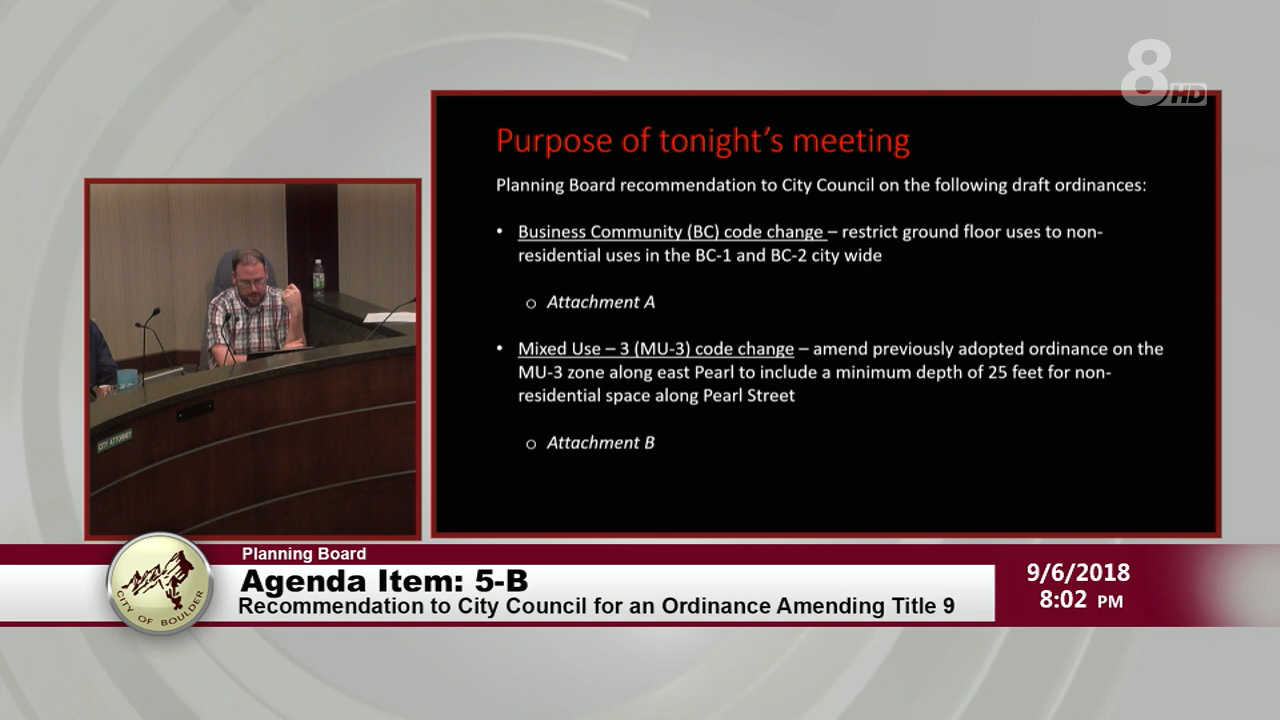 8 HD
Purpose of tonight's meeting
Planning Board recommendation to City Council on the following draft ordinances:
• Business Community (BC) code change – restrict ground floor uses to non-
residential uses in the BC-1 and BC-2 city wide
o Attachment A
• Mixed Use – 3 (MU-3) code change – amend previously adopted ordinance on the
MU-3 zone along east Pearl to include a minimum depth of 25 feet for non-
residential space along Pearl Street
o Attachment B
CITY ATTORNEY
Planning Board
Agenda Item: 5-B
Recommendation to City Council for an Ordinance Amending Title 9
9/6/2018
8:02 PM
CITY OF BOULDER